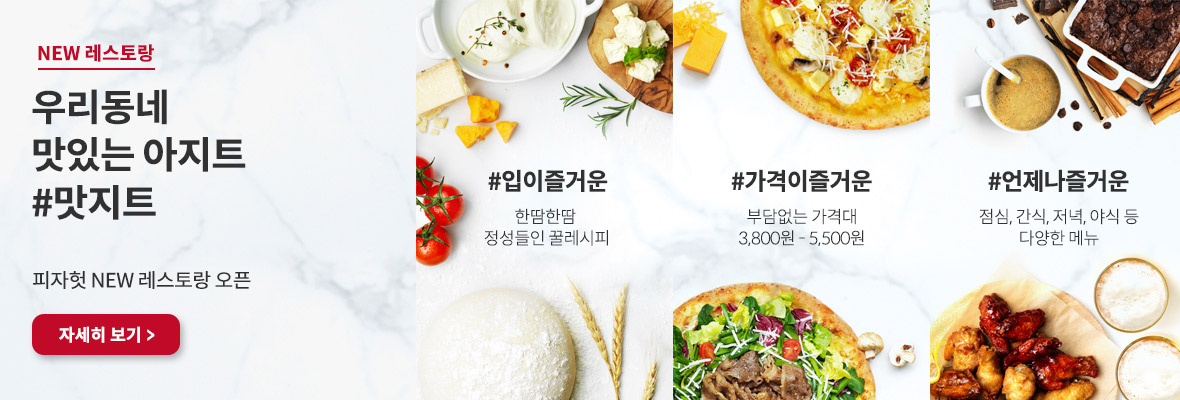 NEW 레스토랑
우리동네
맛있는 아지트
#맛지트
피자헛 NEW 레스토랑 오픈
자세히 보기 >
#입이즐거운
한땀한땀
정성들인 꿀레시피
#가격이즐거운
부담없는 가격대
3,800원 - 5,500원
#언제나즐거운
점심, 간식, 저녁, 야식 등
다양한 메뉴